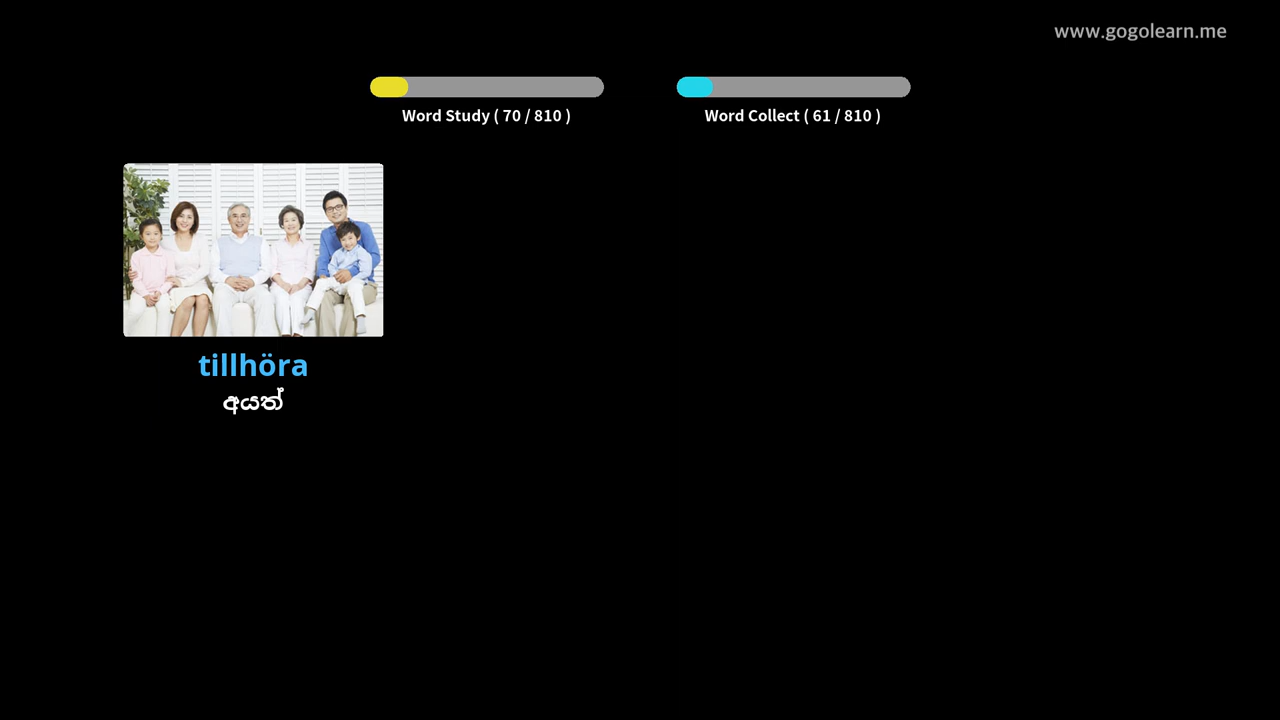 www.gogolearn.me
Word Study ( 70 / 810 )
Word Collect ( 61 / 810 )
tillhöra
අයත්